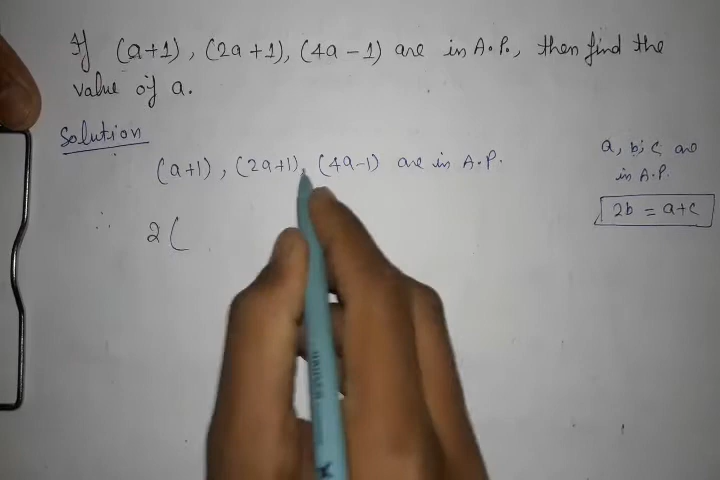 If (a+1), (2a+1), (4a-1) are in A.P., then find the
value of a.
Solution
∵ (a+1), (2a+1), (4a-1) are in A.P.
∴ 2(
a, b, c are
in A.P.
2b = a+c